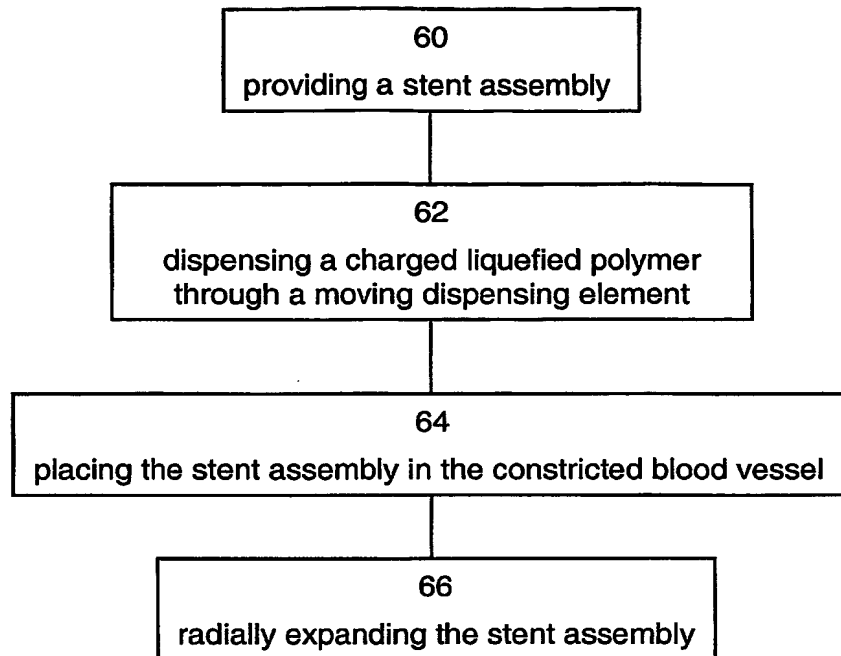 60
providing a stent assembly
62
dispensing a charged liquefied polymer
through a moving dispensing element
64
placing the stent assembly in the constricted blood vessel
66
radially expanding the stent assembly